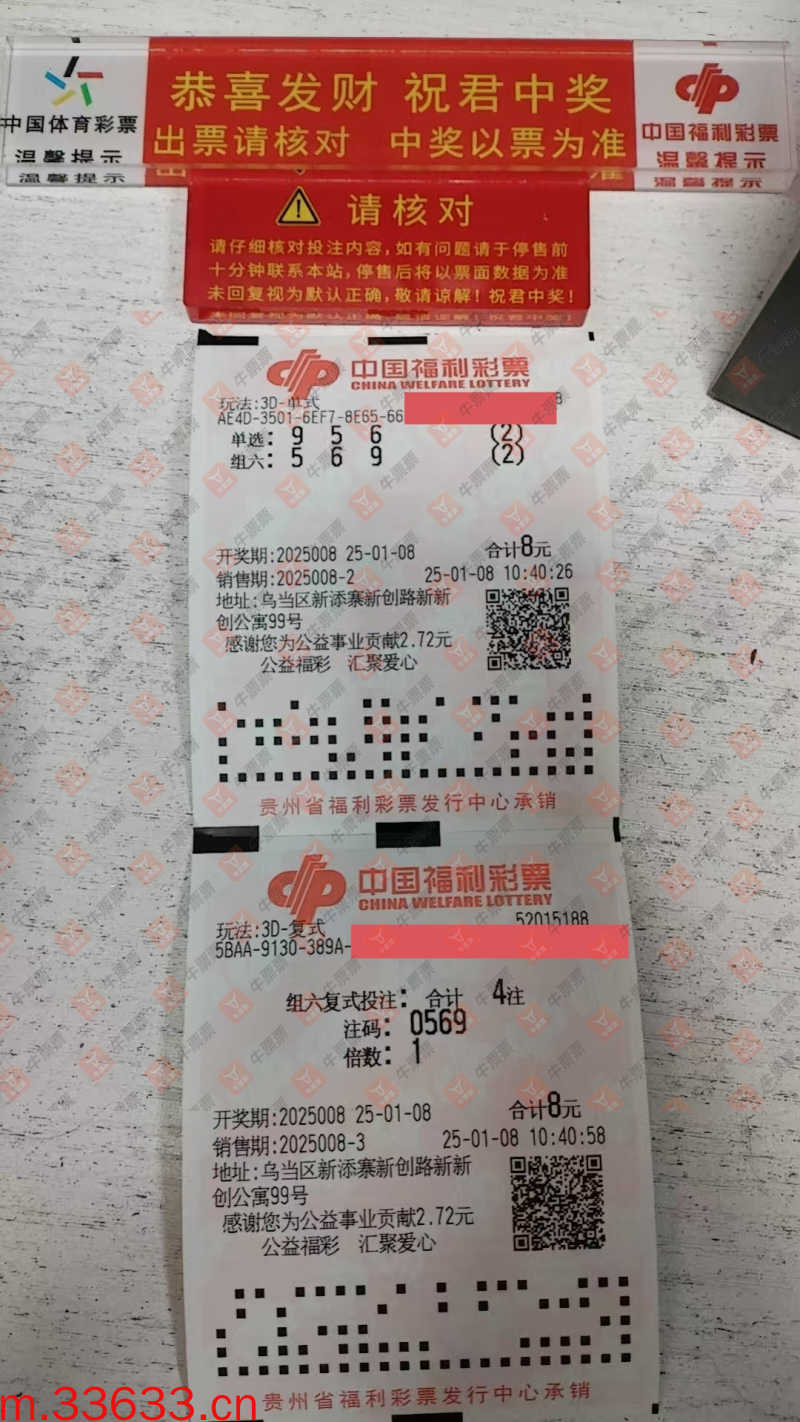 中国体育彩票
温馨提示
温馨提示
恭喜发财 祝君中奖
出票请核对 中奖以票为准
中国福利彩票
温馨提示
温馨提示
请核对
请仔细核对投注内容,如有问题请于停售前
十分钟联系本站,停售后将以票面数据为准
未回复视为默认正确,敬请谅解!祝君中奖!
中国福利彩票
CHINA WELFARE LOTTERY
玩法:3D-单式
AE4D-3501-6EF7-8E65-66
单选: 9 5 6 (2)
组六: 5 6 9 (2)
开奖期:2025008 25-01-08 合计8元
销售期:2025008-2 25-01-08 10:40:26
地址:乌当区新添寨新创路新新
创公寓99号
感谢您为公益事业贡献2.72元
公益福彩 汇聚爱心
贵州省福利彩票发行中心承销
中国福利彩票
CHINA WELFARE LOTTERY
玩法:3D-复式 52015188
5BAA-9130-389A-
组六复式投注: 合计 4注
注码: 0569
倍数: 1
开奖期:2025008 25-01-08 合计8元
销售期:2025008-3 25-01-08 10:40:58
地址:乌当区新添寨新创路新新
创公寓99号
感谢您为公益事业贡献2.72元
公益福彩 汇聚爱心
贵州省福利彩票发行中心承销
m.33633.cn